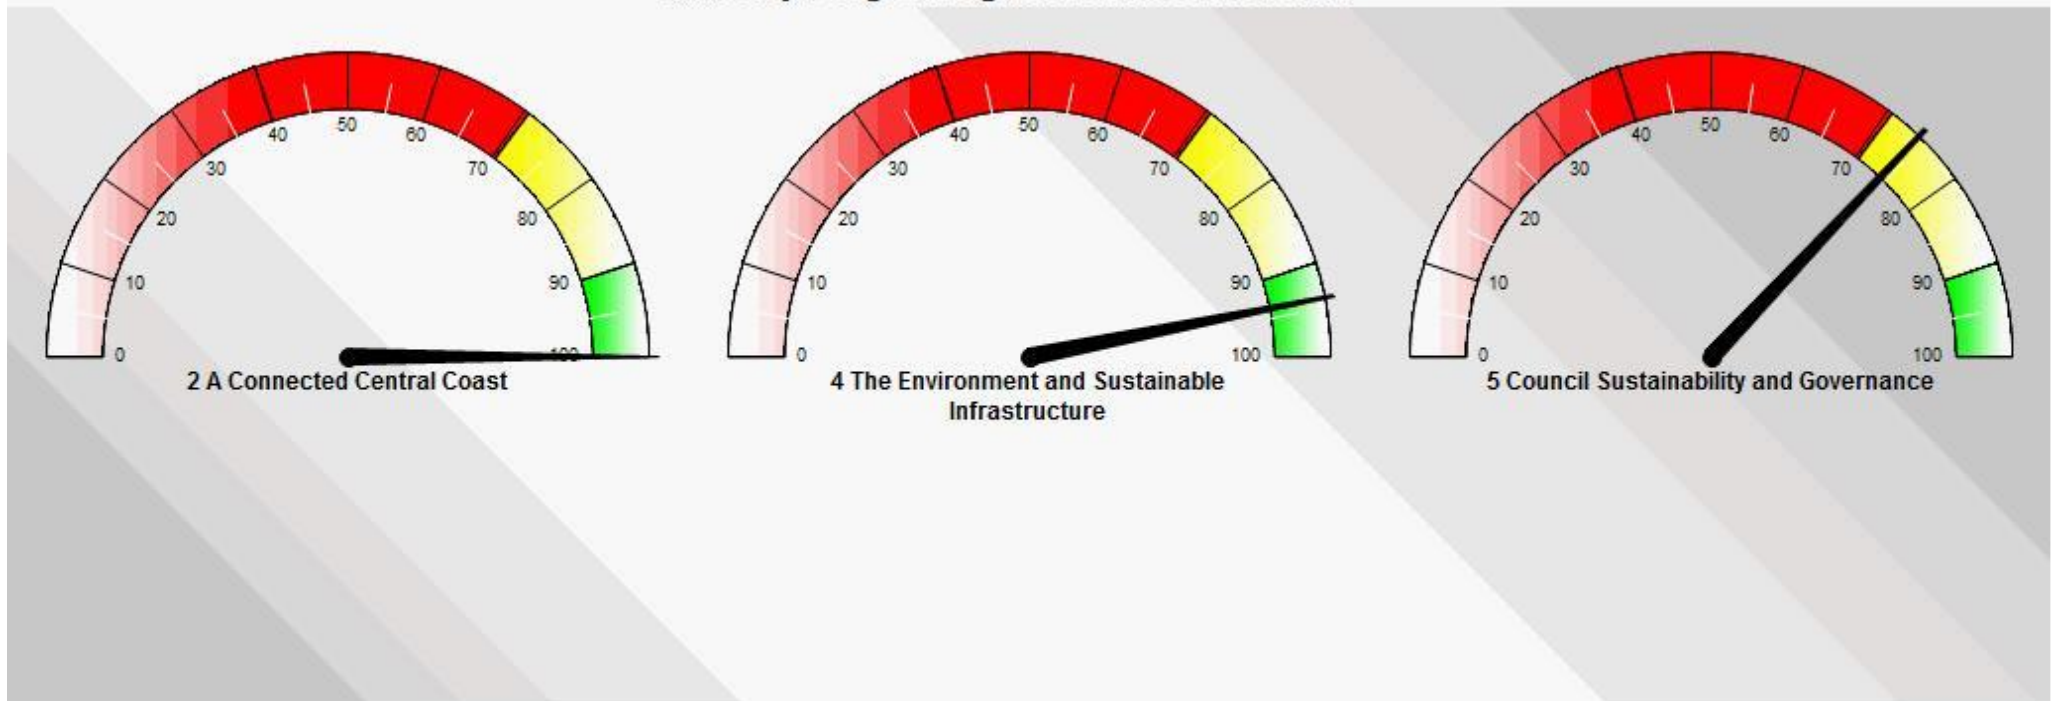 0 10 20 30 40 50 60 70 80 90 100
2 A Connected Central Coast
0 10 20 30 40 50 60 70 80 90 100
4 The Environment and Sustainable
Infrastructure
0 10 20 30 40 50 60 70 80 90 100
5 Council Sustainability and Governance